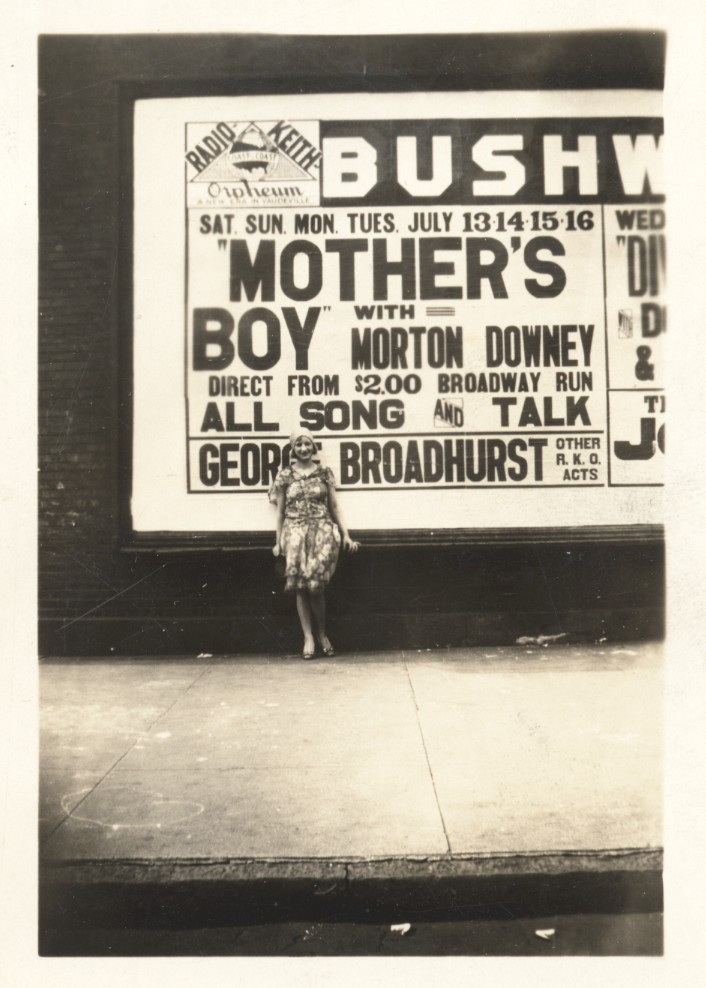 RADIO-KEITH-
COAST TO COAST
Orpheum
A NEW ERA IN VAUDEVILLE
BUSHW
SAT. SUN. MON. TUES. JULY 13·14·15·16
"MOTHER'S
BOY" WITH
MORTON DOWNEY
DIRECT FROM $2.00 BROADWAY RUN
ALL SONG AND TALK
GEORG BROADHURST
OTHER
R. K. O.
ACTS
WED
"DI
D
&
T
J